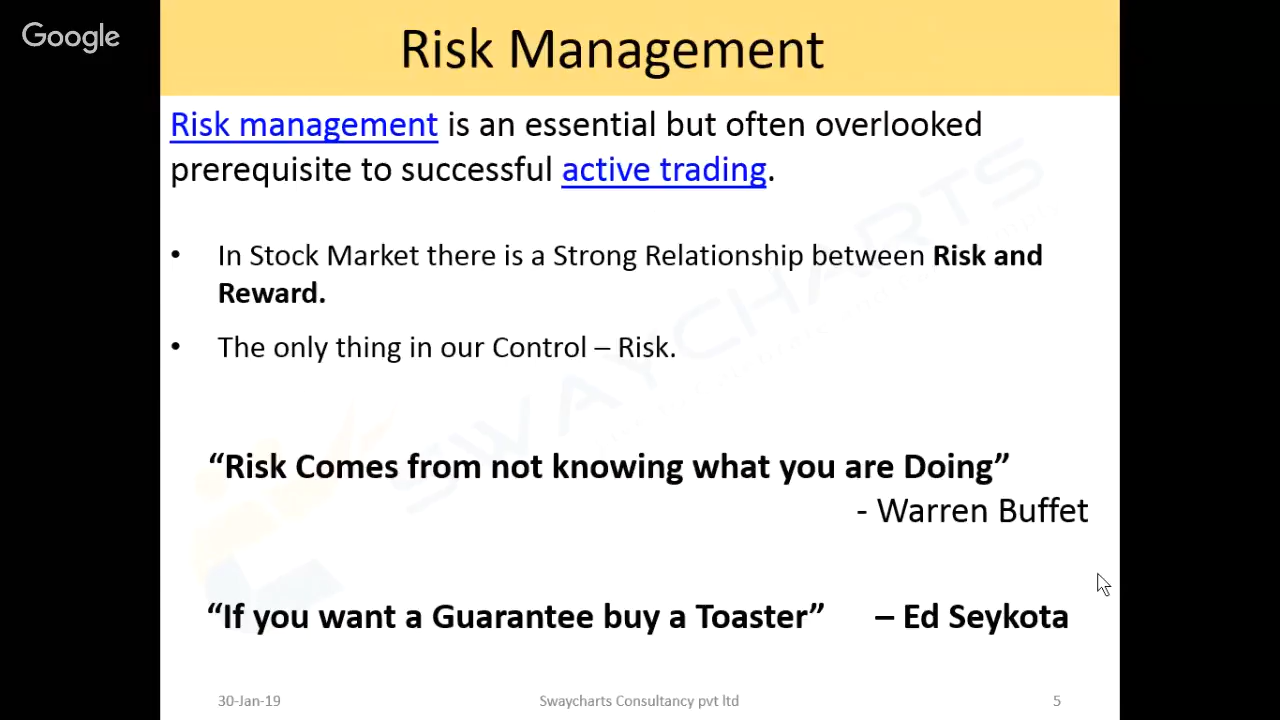 Google
Risk Management
Risk management is an essential but often overlooked
prerequisite to successful active trading.
• In Stock Market there is a Strong Relationship between Risk and
Reward.
• The only thing in our Control – Risk.
“Risk Comes from not knowing what you are Doing”
- Warren Buffet
“If you want a Guarantee buy a Toaster” – Ed Seykota
30-Jan-19 Swaycharts Consultancy pvt ltd 5
SWAYCHARTS